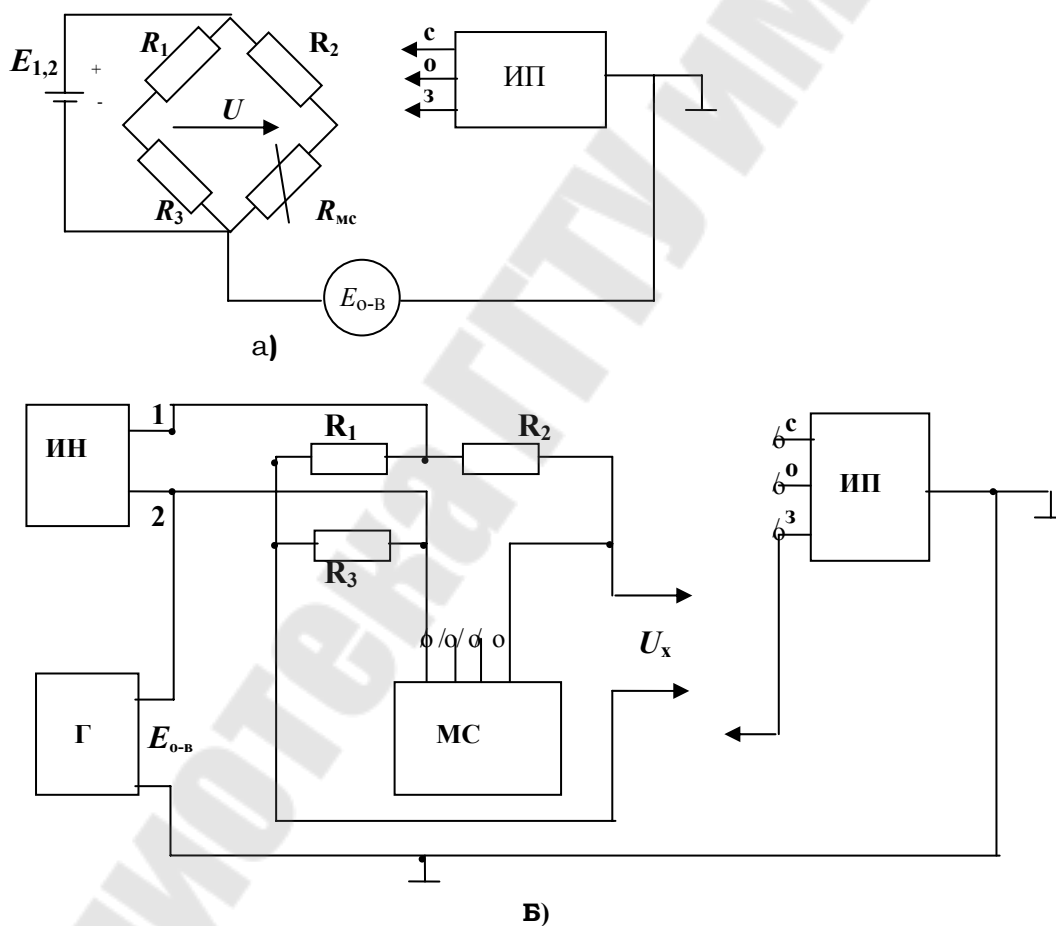 E1,2
+
-
R1
R2
U
R3
Rмс
с
о
з
ИП
Eо-В
а)
ИН
1
2
R1
R2
R3
о /о/ о/ о
МС
Г
Eо-в
Uх
с
о
з
ИП
Б)